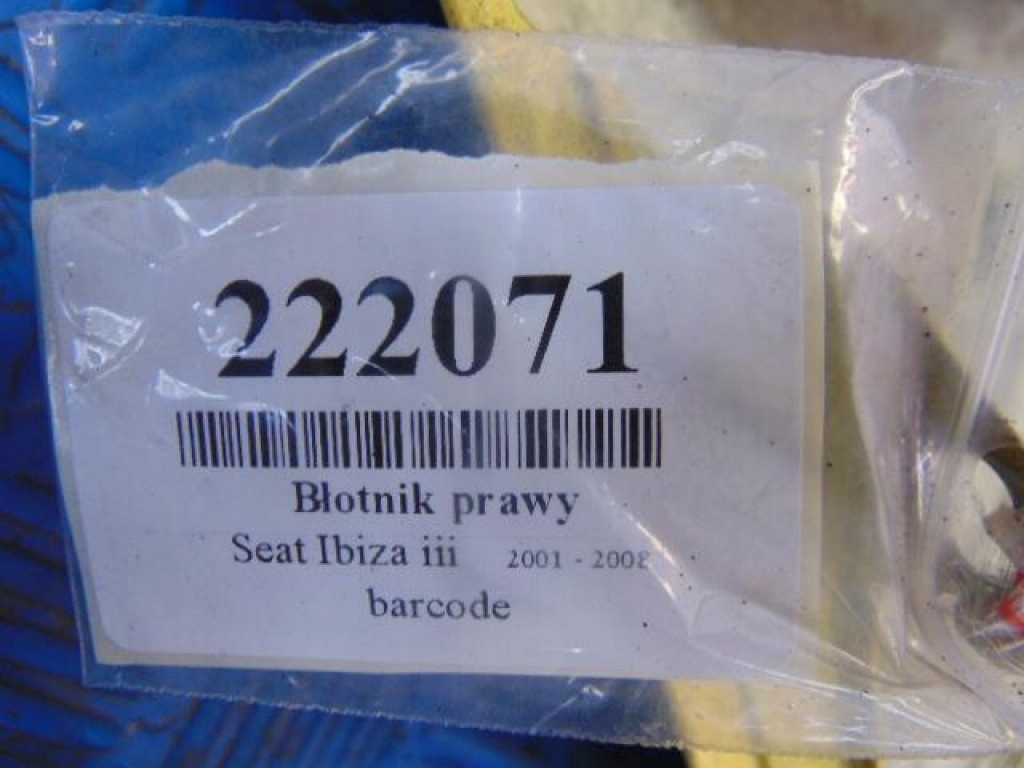 222071
Błotnik prawy
Seat Ibiza iii 2001 - 2008
barcode